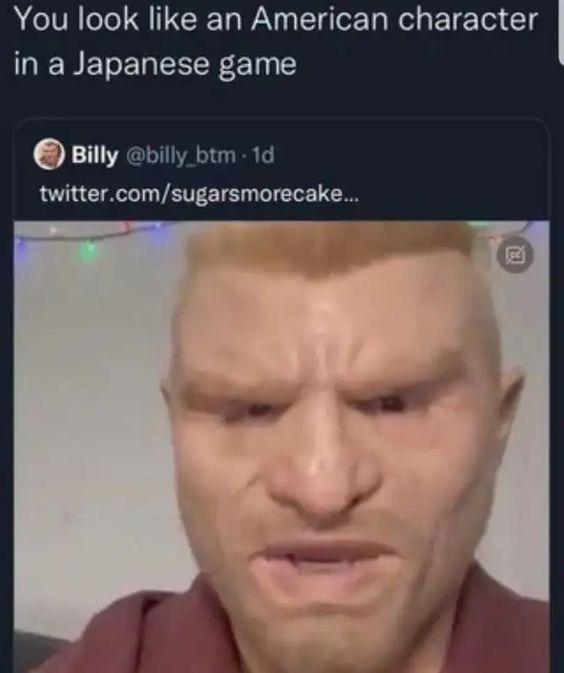 You look like an American character
in a Japanese game
Billy @billy_btm · 1d
twitter.com/sugarsmorecake...